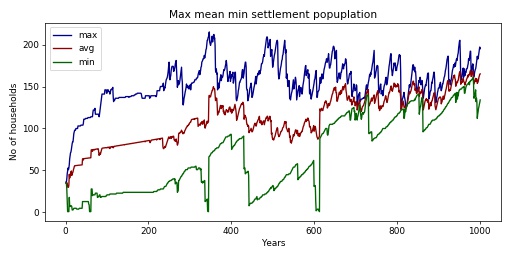 Max mean min settlement popuplation
max
avg
min
No of households
200
150
100
50
0
0 200 400 600 800 1000
Years